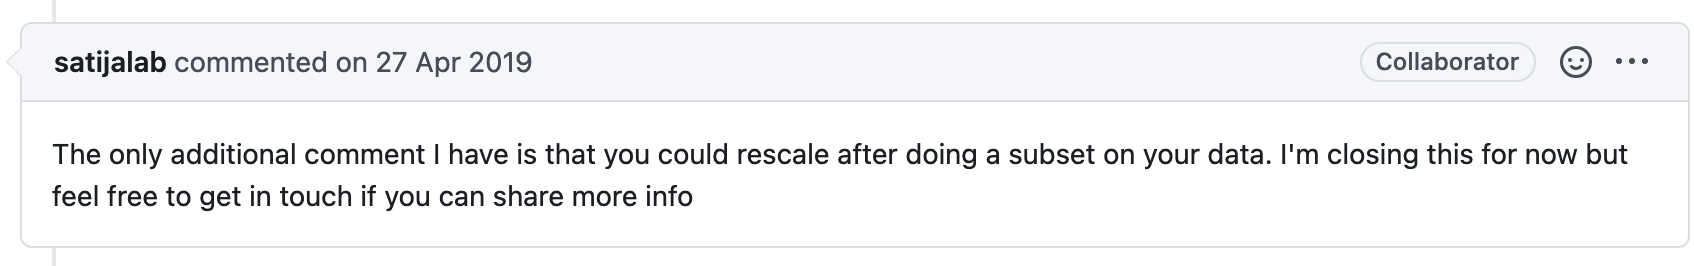 satijalab commented on 27 Apr 2019
Collaborator
The only additional comment I have is that you could rescale after doing a subset on your data. I'm closing this for now but
feel free to get in touch if you can share more info